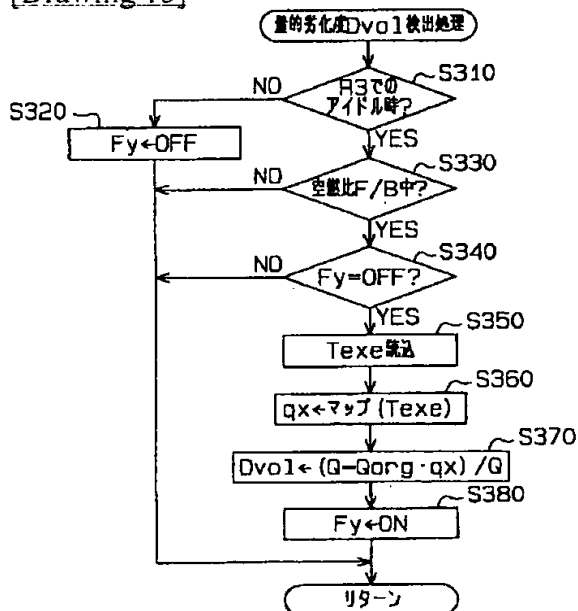 量的劣化度Dvol検出処理
S310
R3での
アイドル時?
NO
YES
S320
Fy←OFF
S330
空燃比F/B中?
NO
YES
S340
Fy=OFF?
NO
YES
S350
Texe読込
S360
qx←マップ(Texe)
S370
Dvol←(Q-Qorg・qx)/Q
S380
Fy←ON
リターン